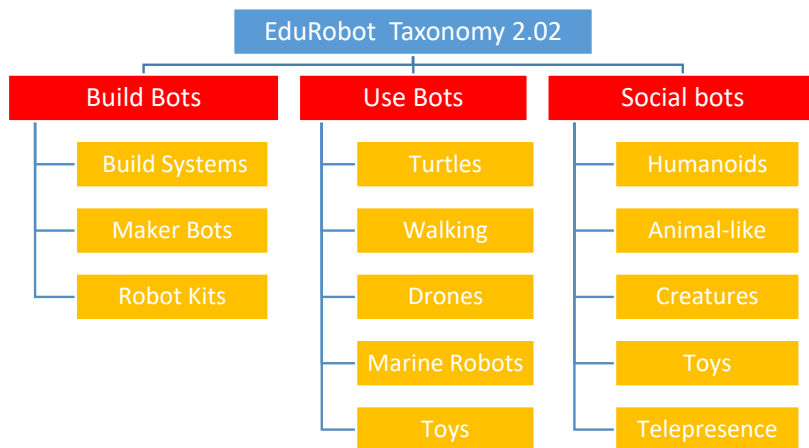 EduRobot Taxonomy 2.02
Build Bots
Build Systems
Maker Bots
Robot Kits
Use Bots
Turtles
Walking
Drones
Marine Robots
Toys
Social bots
Humanoids
Animal-like
Creatures
Toys
Telepresence